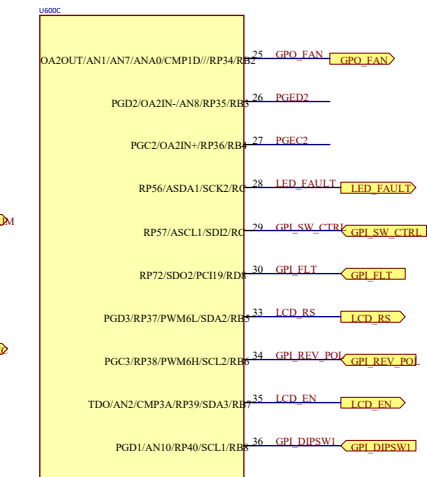 U600C
OA2OUT/AN1/AN7/ANA0/CMP1D///RP34/RB2 25 GPO_FAN GPO_FAN
PGD2/OA2IN-/AN8/RP35/RB3 26 PGED2
PGC2/OA2IN+/RP36/RB4 27 PGEC2
RP56/ASDA1/SCK2/RC 28 LED_FAULT LED_FAULT
RP57/ASCL1/SDI2/RC 29 GPI_SW_CTRL GPI_SW_CTRL
RP72/SDO2/PCI19/RD8 30 GPI_FLT GPI_FLT
PGD3/RP37/PWM6L/SDA2/RB5 33 LCD_RS LCD_RS
PGC3/RP38/PWM6H/SCL2/RB6 34 GPI_REV_POL GPI_REV_POL
TDO/AN2/CMP3A/RP39/SDA3/RB7 35 LCD_EN LCD_EN
PGD1/AN10/RP40/SCL1/RB8 36 GPI_DIPSW1 GPI_DIPSW1